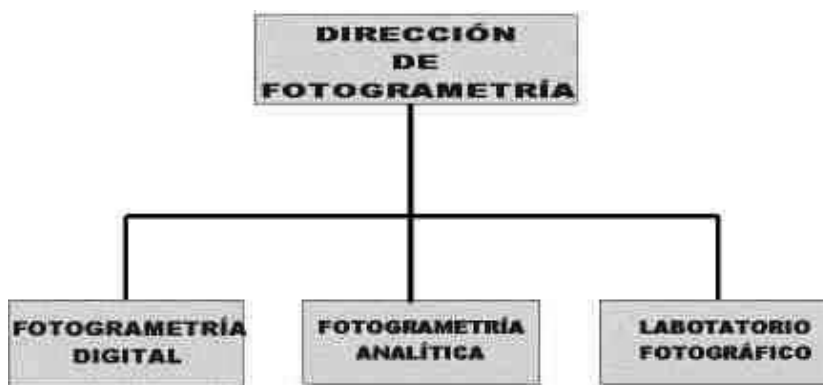 DIRECCIÓN
DE
FOTOGRAMETRÍA
FOTOGRAMETRÍA
DIGITAL
FOTOGRAMETRÍA
ANALÍTICA
LABOTATORIO
FOTOGRÁFICO